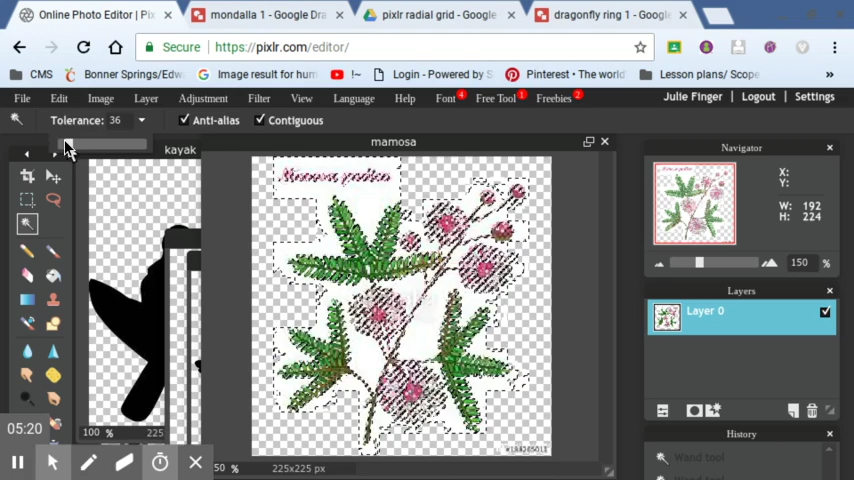 Online Photo Editor | Pix
mondalla 1 - Google Dra
pixlr radial grid - Google
dragonfly ring 1 - Google
Secure
https://pixlr.com/editor/
CMS
Bonner Springs/Edw
Image result for hum
!~
Login - Powered by S
Pinterest • The world
Lesson plans/ Scope
»
File Edit Image Layer Adjustment Filter View Language Help Font 4 Free Tool 1 Freebies 2
Julie Finger | Logout | Settings
Tolerance: 36 Anti-alias Contiguous
kayak
mamosa
Navigator
X:
Y:
W: 192
H: 224
150 %
Layers
Layer 0
History
Wand tool
Wand tool
100 % 225
50 % 225x225 px
05:20